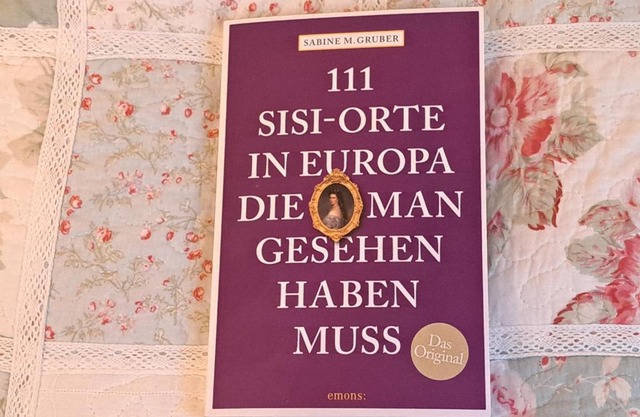 SABINE M. GRUBER
111
SISI-ORTE
IN EUROPA
DIE MAN
GESEHEN
HABEN
MUSS
Das
Original
emons: